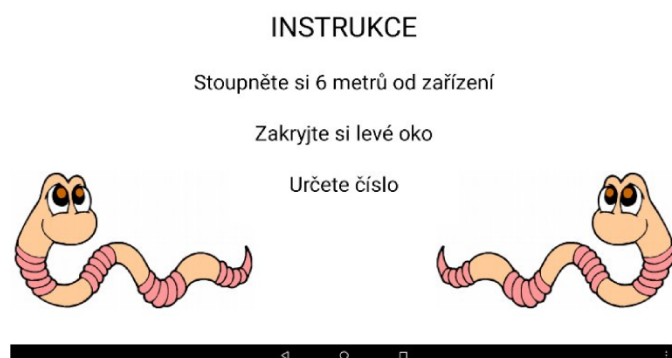 INSTRUKCE
Stoupněte si 6 metrů od zařízení
Zakryjte si levé oko
Určete číslo